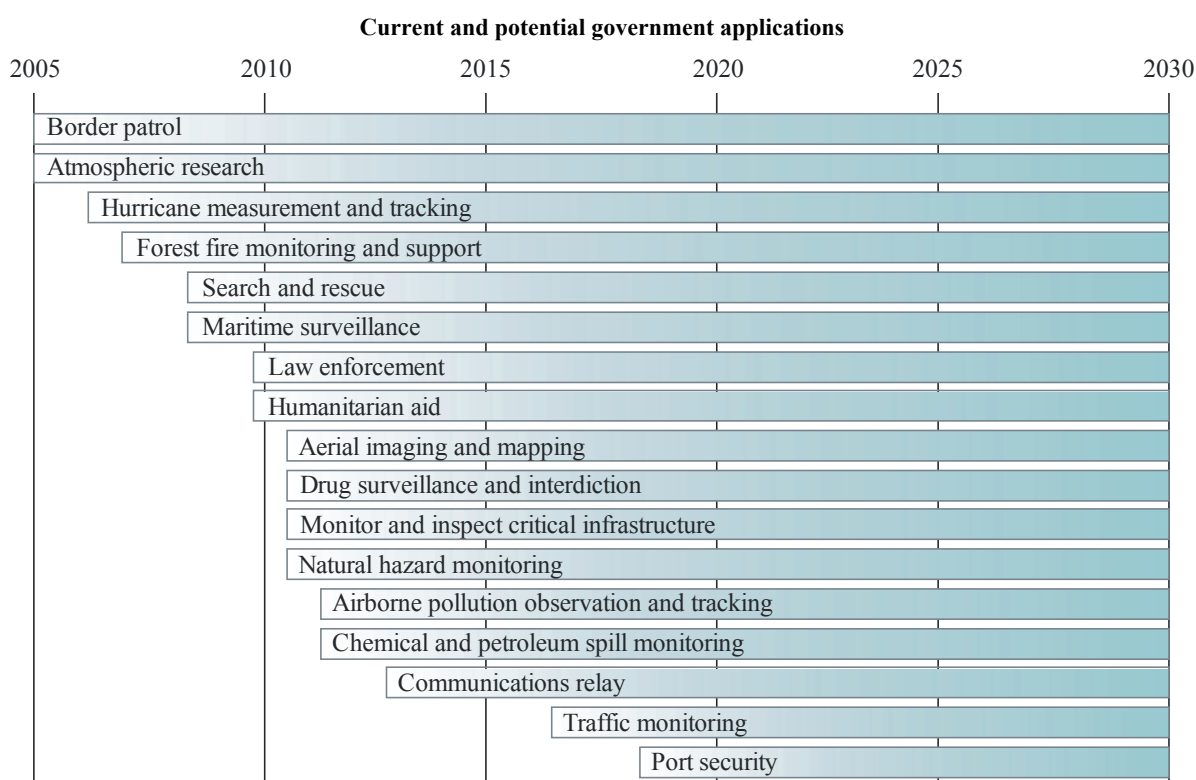 Current and potential government applications
2005 2010 2015 2020 2025 2030
Border patrol
Atmospheric research
Hurricane measurement and tracking
Forest fire monitoring and support
Search and rescue
Maritime surveillance
Law enforcement
Humanitarian aid
Aerial imaging and mapping
Drug surveillance and interdiction
Monitor and inspect critical infrastructure
Natural hazard monitoring
Airborne pollution observation and tracking
Chemical and petroleum spill monitoring
Communications relay
Traffic monitoring
Port security